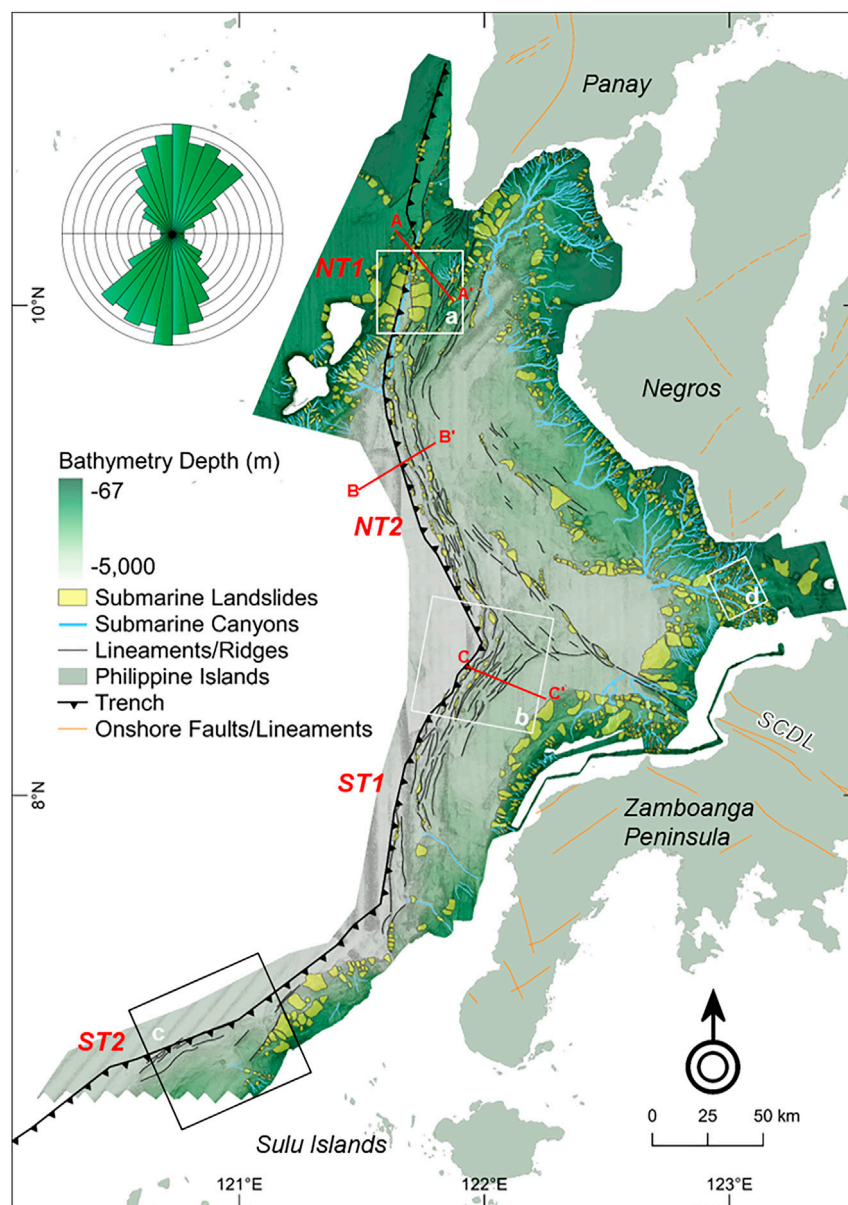 Panay
A
NT1
A'
a
10°N
Negros
Bathymetry Depth (m)
-67
-5,000
B'
B
NT2
Submarine Landslides
Submarine Canyons
Lineaments/Ridges
Philippine Islands
Trench
Onshore Faults/Lineaments
d
C
C'
b
SCDL
ST1
8°N
Zamboanga
Peninsula
c
ST2
Sulu Islands
0 25 50 km
121°E 122°E 123°E